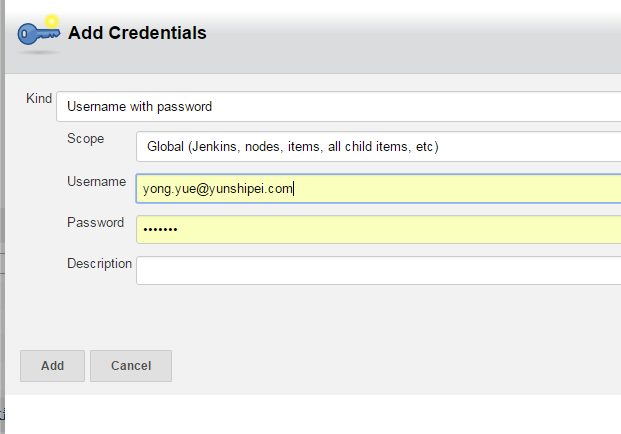 Add Credentials
Kind Username with password
Scope Global (Jenkins, nodes, items, all child items, etc)
Username yong.yue@yunshipei.com
Password •••••••
Description
Add Cancel